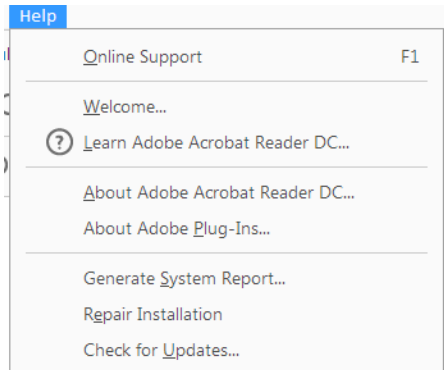 Help
Online Support F1
Welcome...
Learn Adobe Acrobat Reader DC...
About Adobe Acrobat Reader DC...
About Adobe Plug-Ins...
Generate System Report...
Repair Installation
Check for Updates...